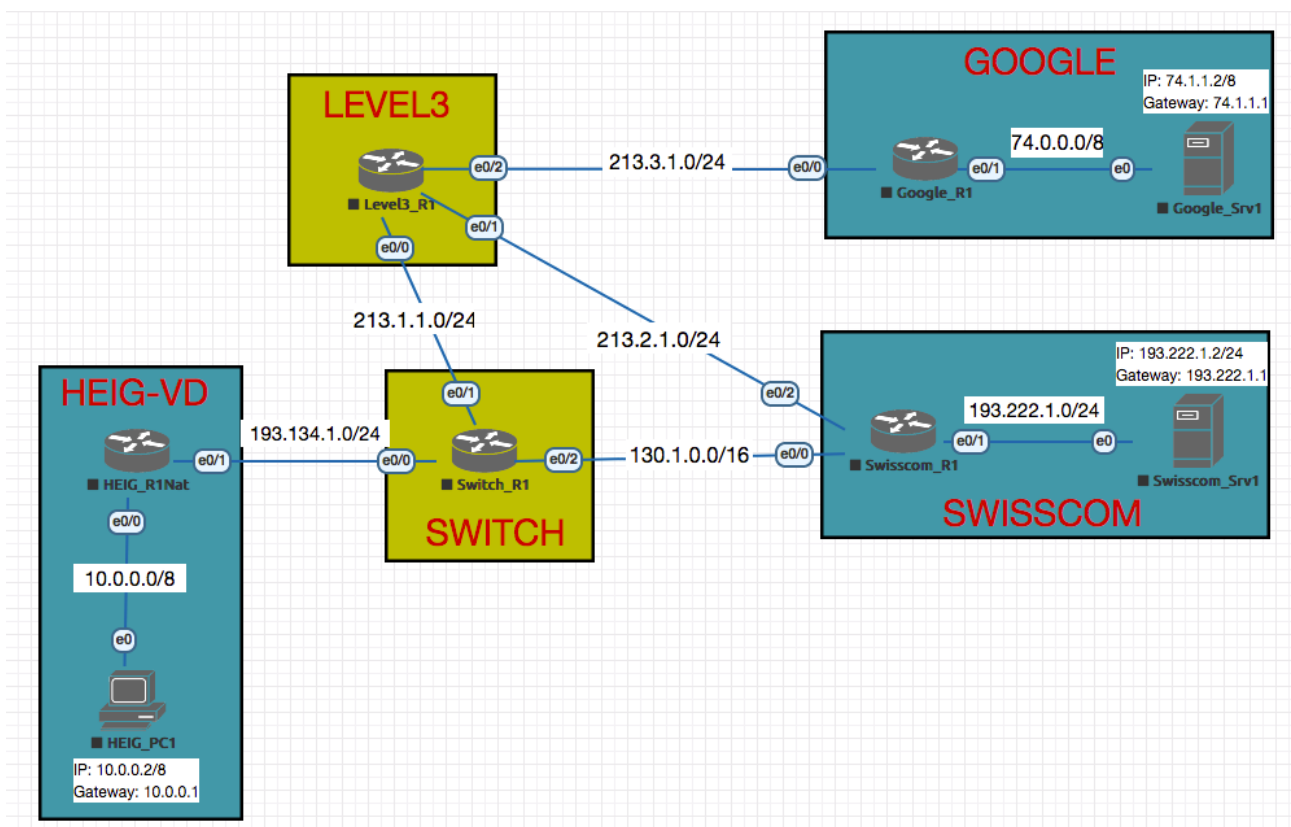 GOOGLE
IP: 74.1.1.2/8
Gateway: 74.1.1.1
LEVEL3
74.0.0.0/8
e0/2
213.3.1.0/24
e0/0
e0/1
e0
Google_R1
Google_Srv1
Level3_R1
e0/1
e0/0
213.1.1.0/24
213.2.1.0/24
SWISSCOM
IP: 193.222.1.2/24
Gateway: 193.222.1.1
HEIG-VD
e0/1
e0/2
193.222.1.0/24
193.134.1.0/24
e0/1
e0
e0/1
e0/0
e0/2
130.1.0.0/16
e0/0
Swisscom_R1
Swisscom_Srv1
HEIG_R1Nat
Switch_R1
SWITCH
e0/0
10.0.0.0/8
e0
HEIG_PC1
IP: 10.0.0.2/8
Gateway: 10.0.0.1